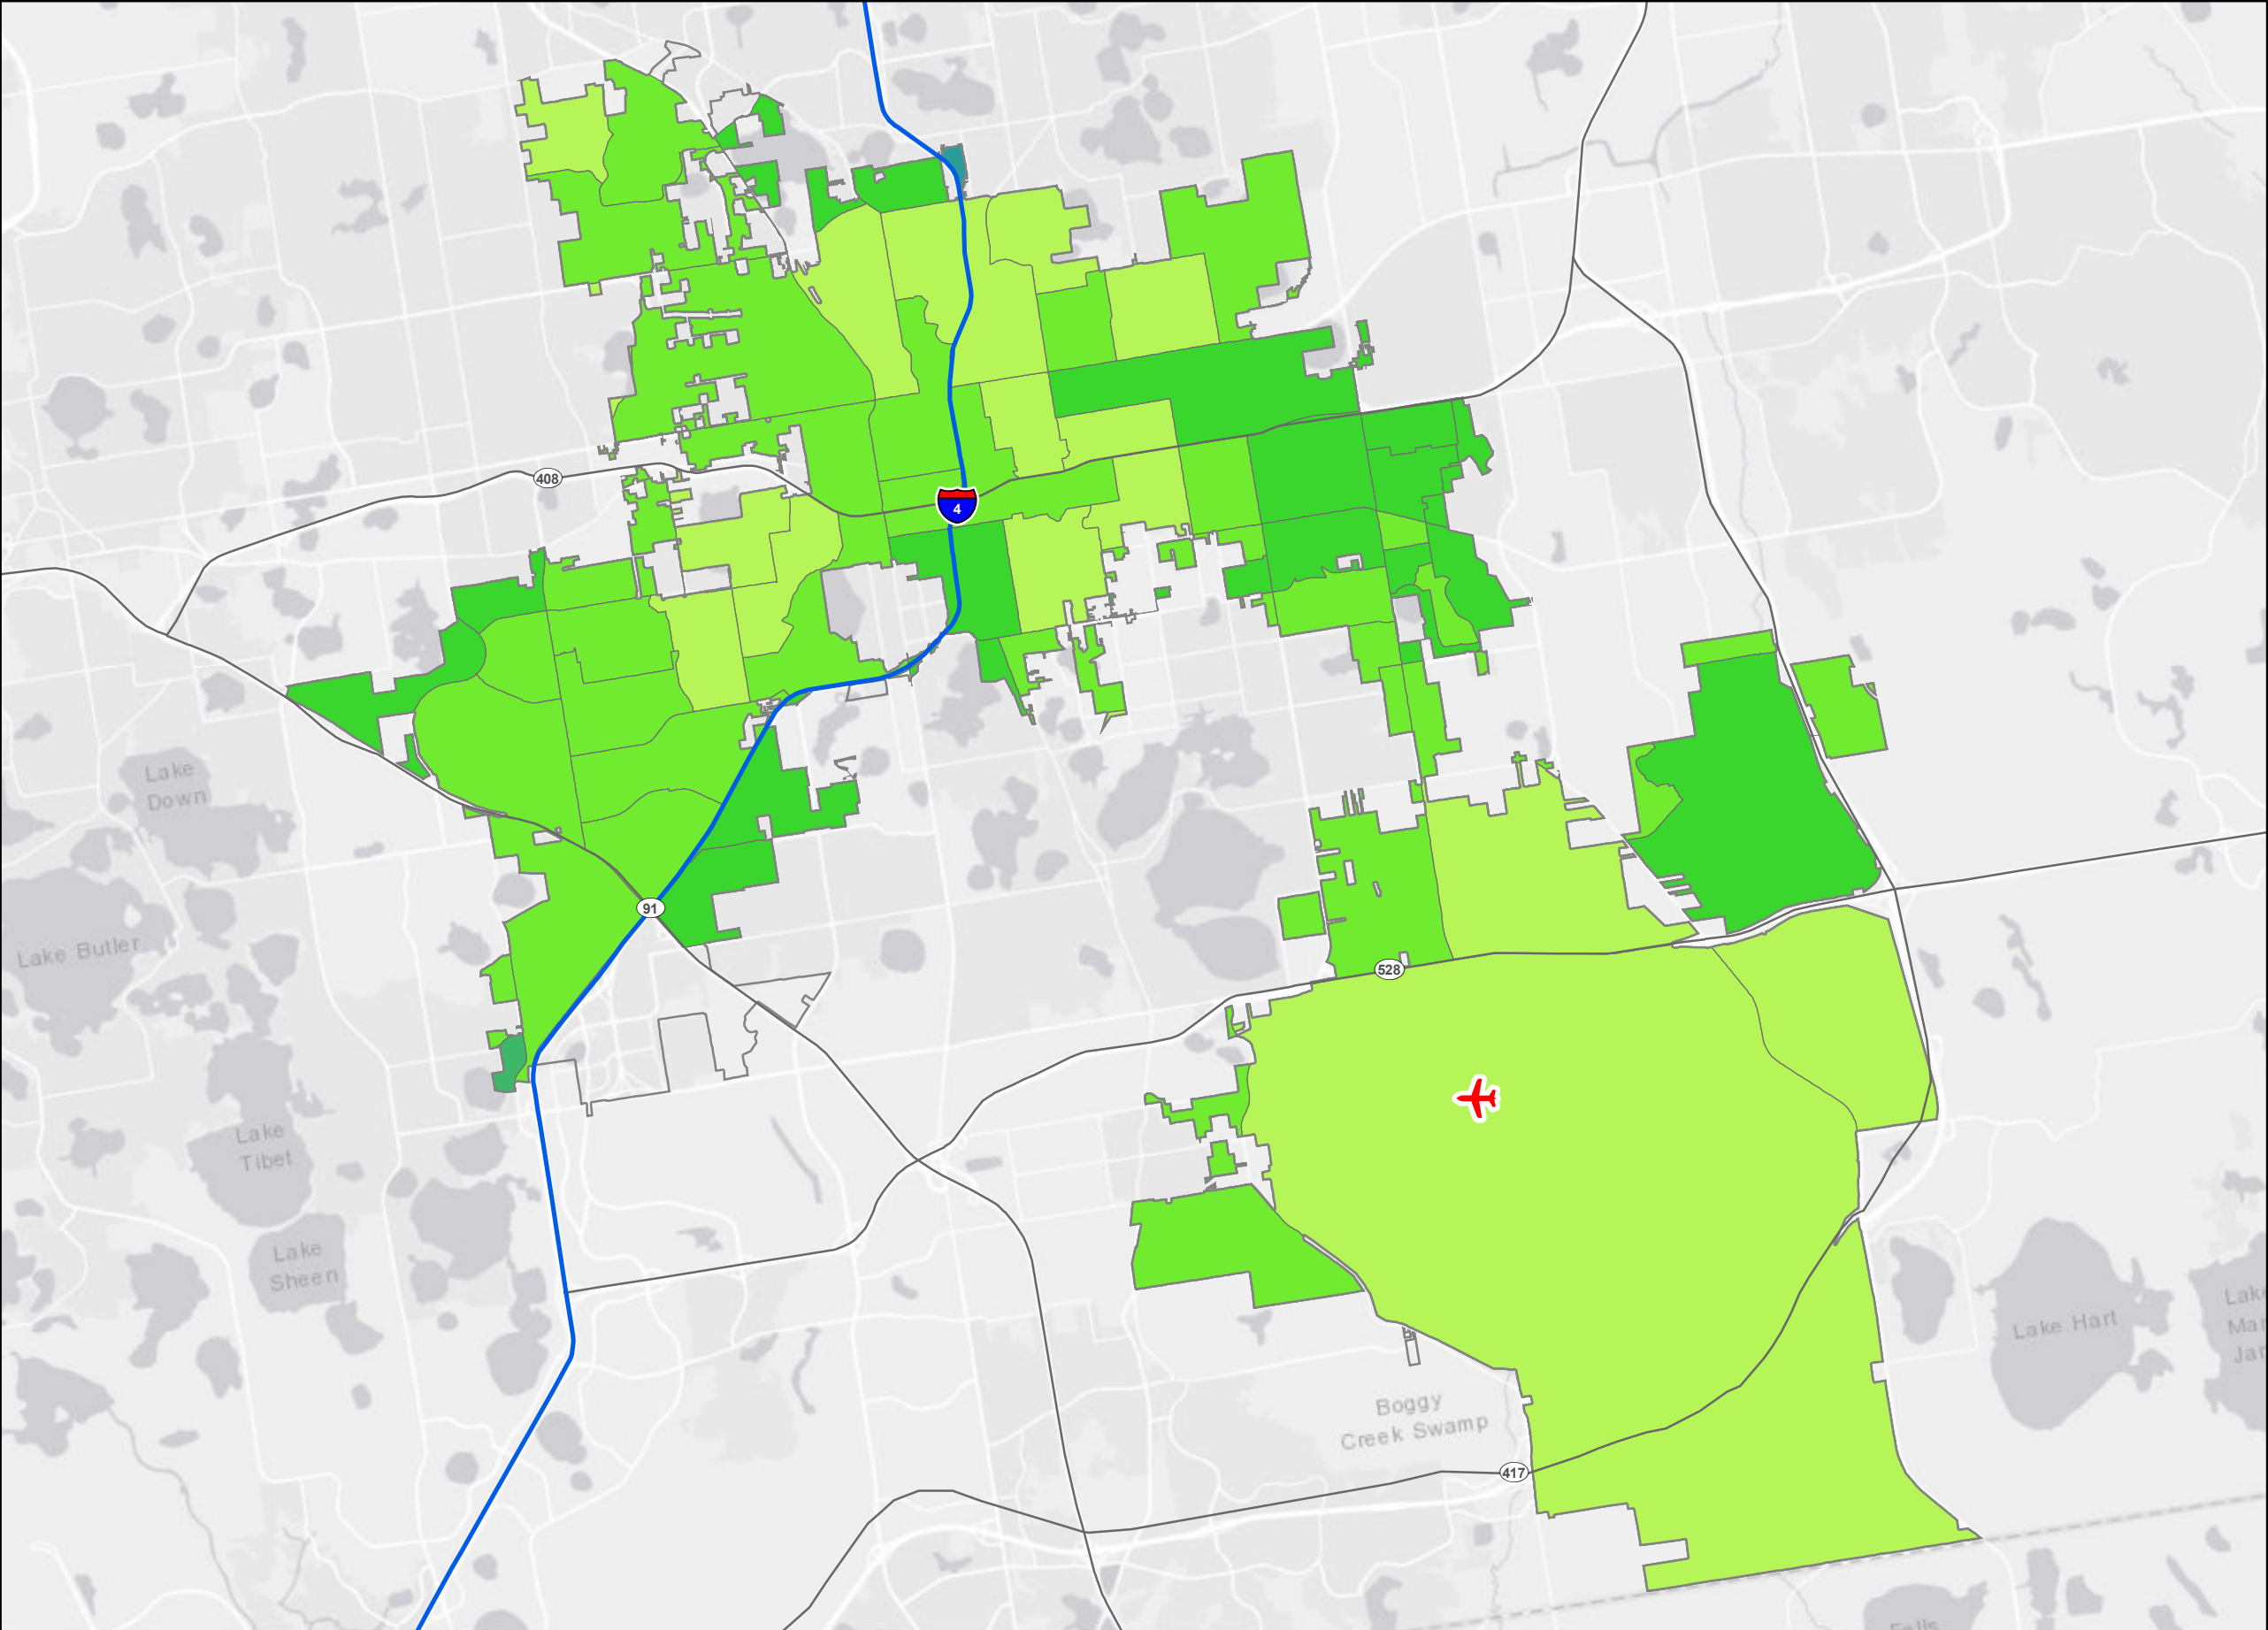 408
4
Lake
Down
91
Lake Butler
528
Lake
Tibet
Lake
Sheen
Lake Hart
Boggy
Creek Swamp
417